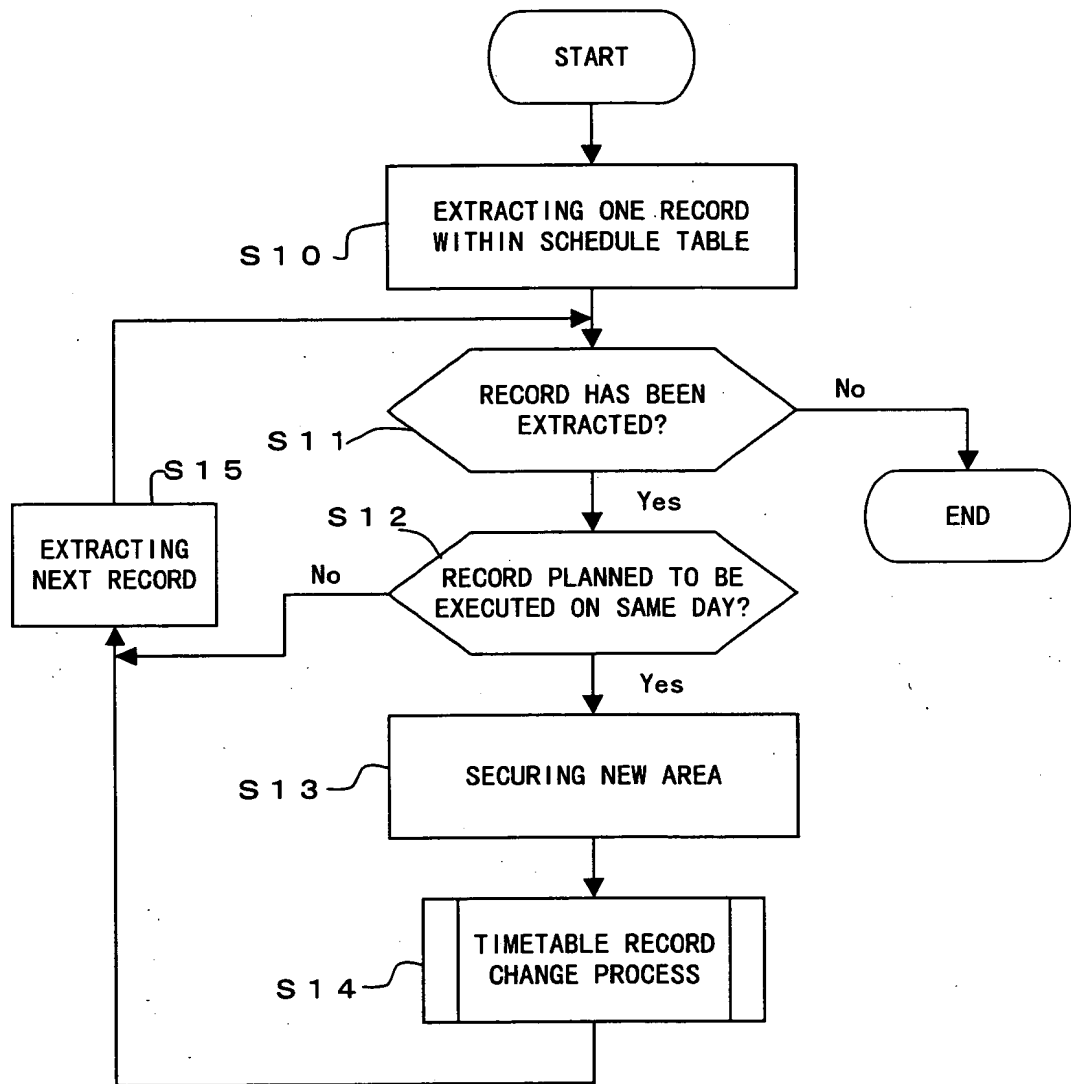 START
EXTRACTING ONE RECORD
WITHIN SCHEDULE TABLE
S10
RECORD HAS BEEN
EXTRACTED?
No
S11
S15
Yes
END
EXTRACTING
NEXT RECORD
S12
No
RECORD PLANNED TO BE
EXECUTED ON SAME DAY?
Yes
SECURING NEW AREA
S13
TIMETABLE RECORD
CHANGE PROCESS
S14